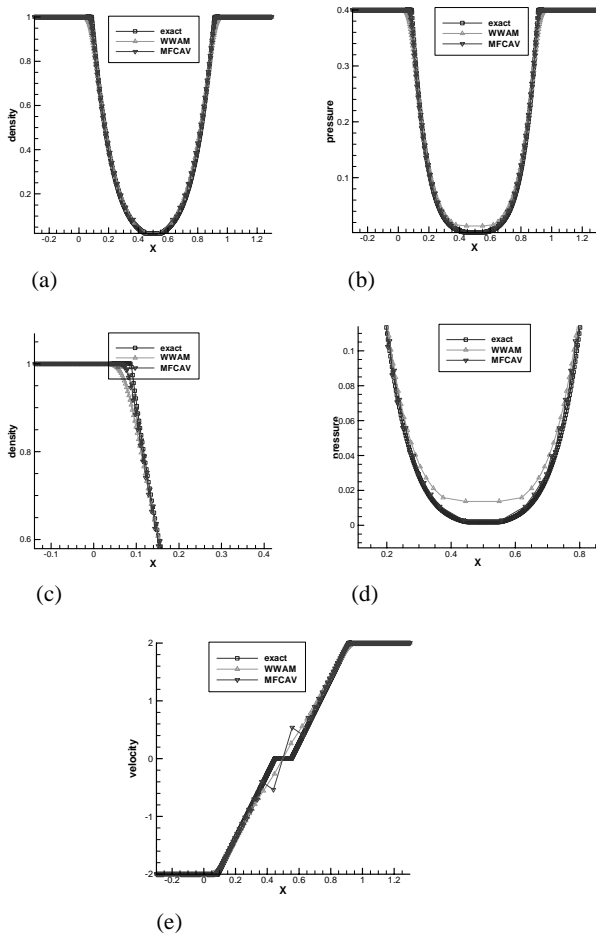 exact
WWAM
MFCAV
density
1
0.8
0.6
0.4
0.2
0
0.2
0.4
0.6
0.8
1
1.2
X
(a)
exact
WWAM
MFCAV
pressure
0.4
0.3
0.2
0.1
0
-0.2
0
0.2
0.4
0.6
0.8
1
1.2
X
(b)
exact
WWAM
MFCAV
density
1
0.9
0.8
0.7
0.6
-0.1
0
0.1
0.2
0.3
0.4
X
(c)
exact
WWAM
MFCAV
pressure
0.1
0.08
0.06
0.04
0.02
0
0.2
0.4
0.6
0.8
X
(d)
exact
WWAM
MFCAV
velocity
2
1
0
-1
-2
-0.2
0
0.2
0.4
0.6
0.8
1
1.2
X
(e)